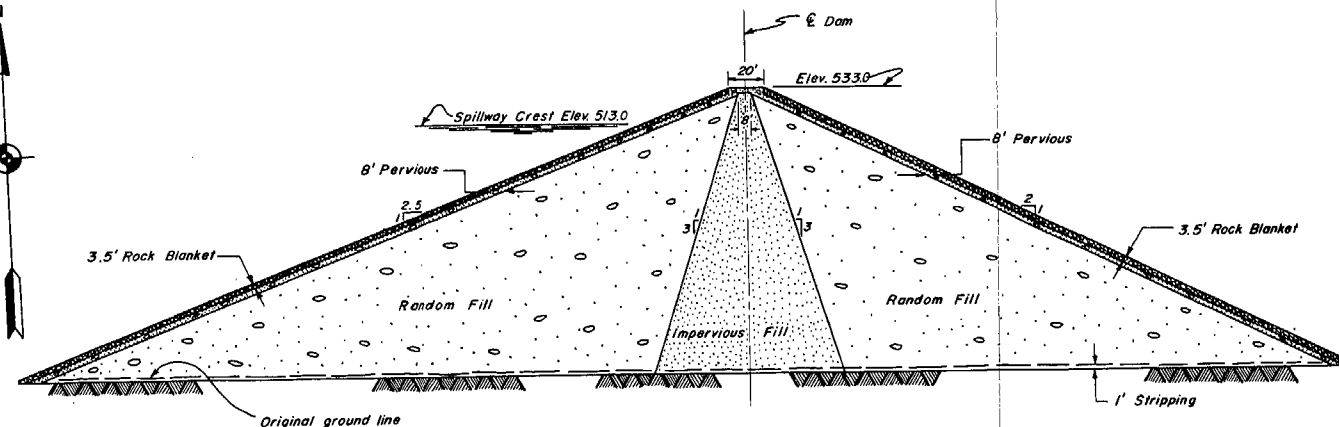 ℄ Dam
20'
Elev. 533.0
Spillway Crest Elev. 513.0
8'
8' Pervious
8' Pervious
2.5
1
2
1
1
3
1
3
3.5' Rock Blanket
3.5' Rock Blanket
Random Fill
Random Fill
Impervious Fill
1' Stripping
Original ground line